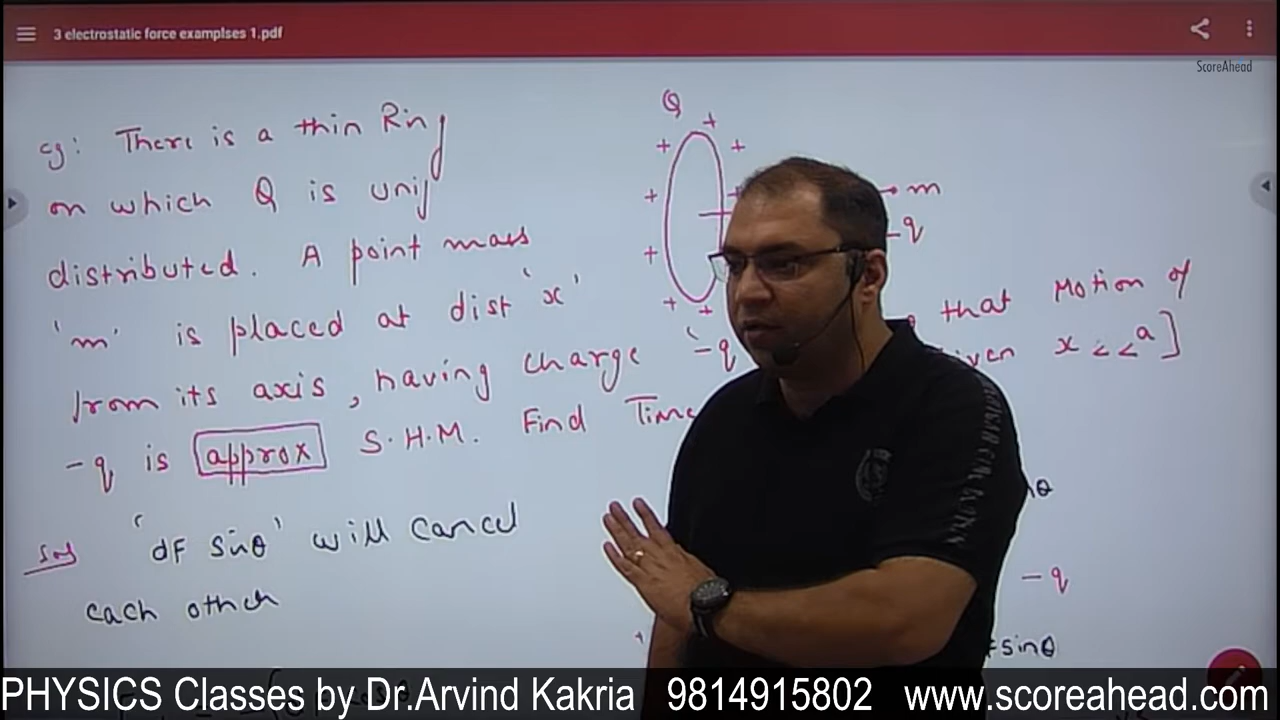 3 electrostatic force examplses 1.pdf
ScoreAhead
eg: There is a thin Ring
on which Q is unif
distributed. A point mass
'm' is placed at dist 'x'
from its axis, having charge '-q
that Motion of
-q is approx S.H.M. Find Time
x << a]
Q
+ + + + + + + + +
m
-q
Sol 'dF sinθ' will cancel
each other
-q
sinθ
PHYSICS Classes by Dr.Arvind Kakria 9814915802 www.scoreahead.com